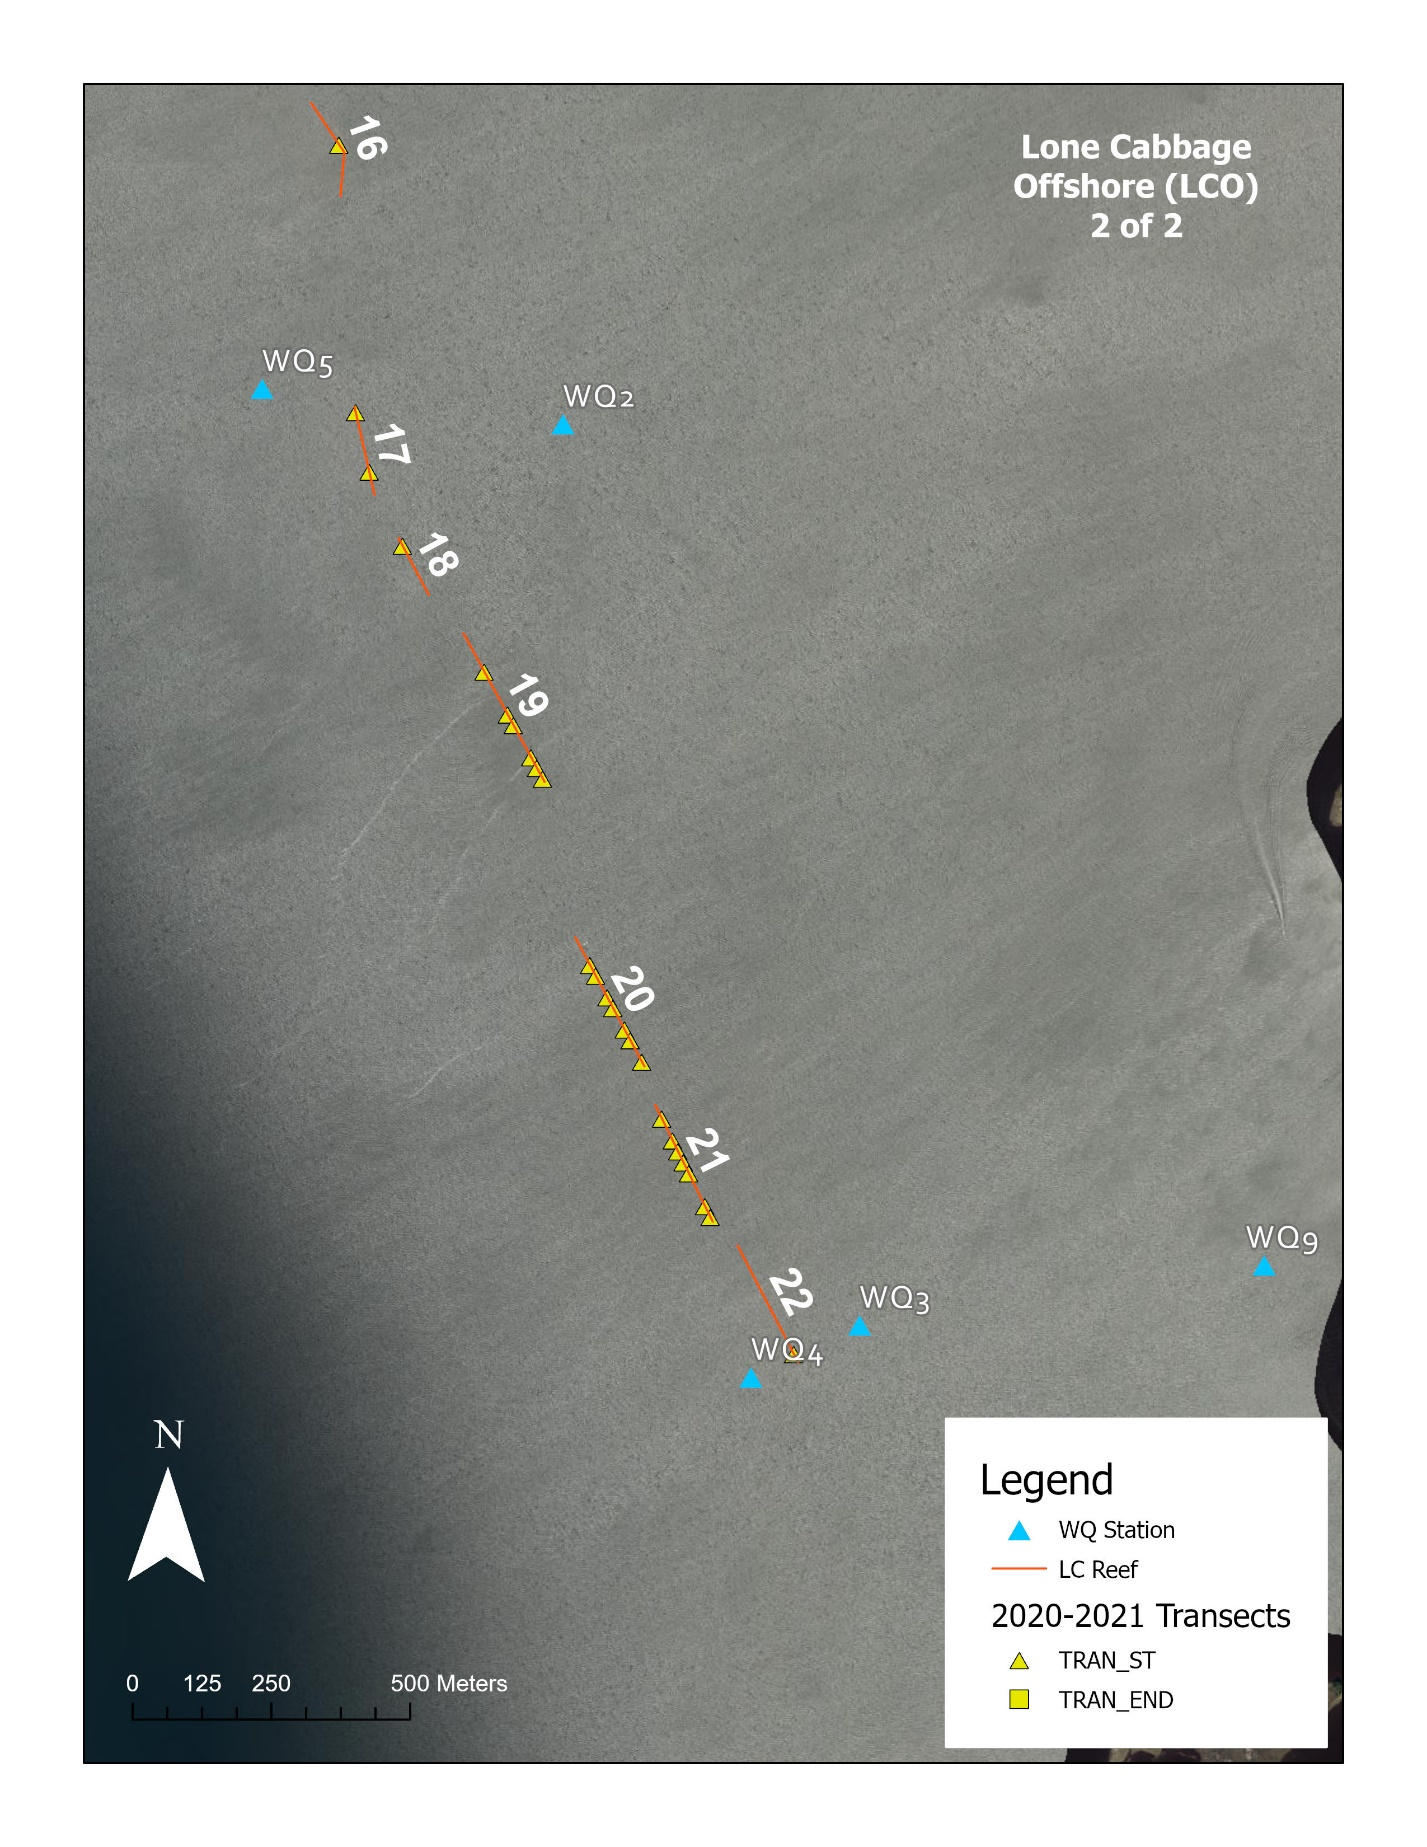 Lone Cabbage
Offshore (LCO)
2 of 2
16
WQ5
WQ2
17
18
19
20
21
WQ9
22
WQ3
WQ4
N
0 125 250 500 Meters
Legend
WQ Station
LC Reef
2020-2021 Transects
TRAN_ST
TRAN_END